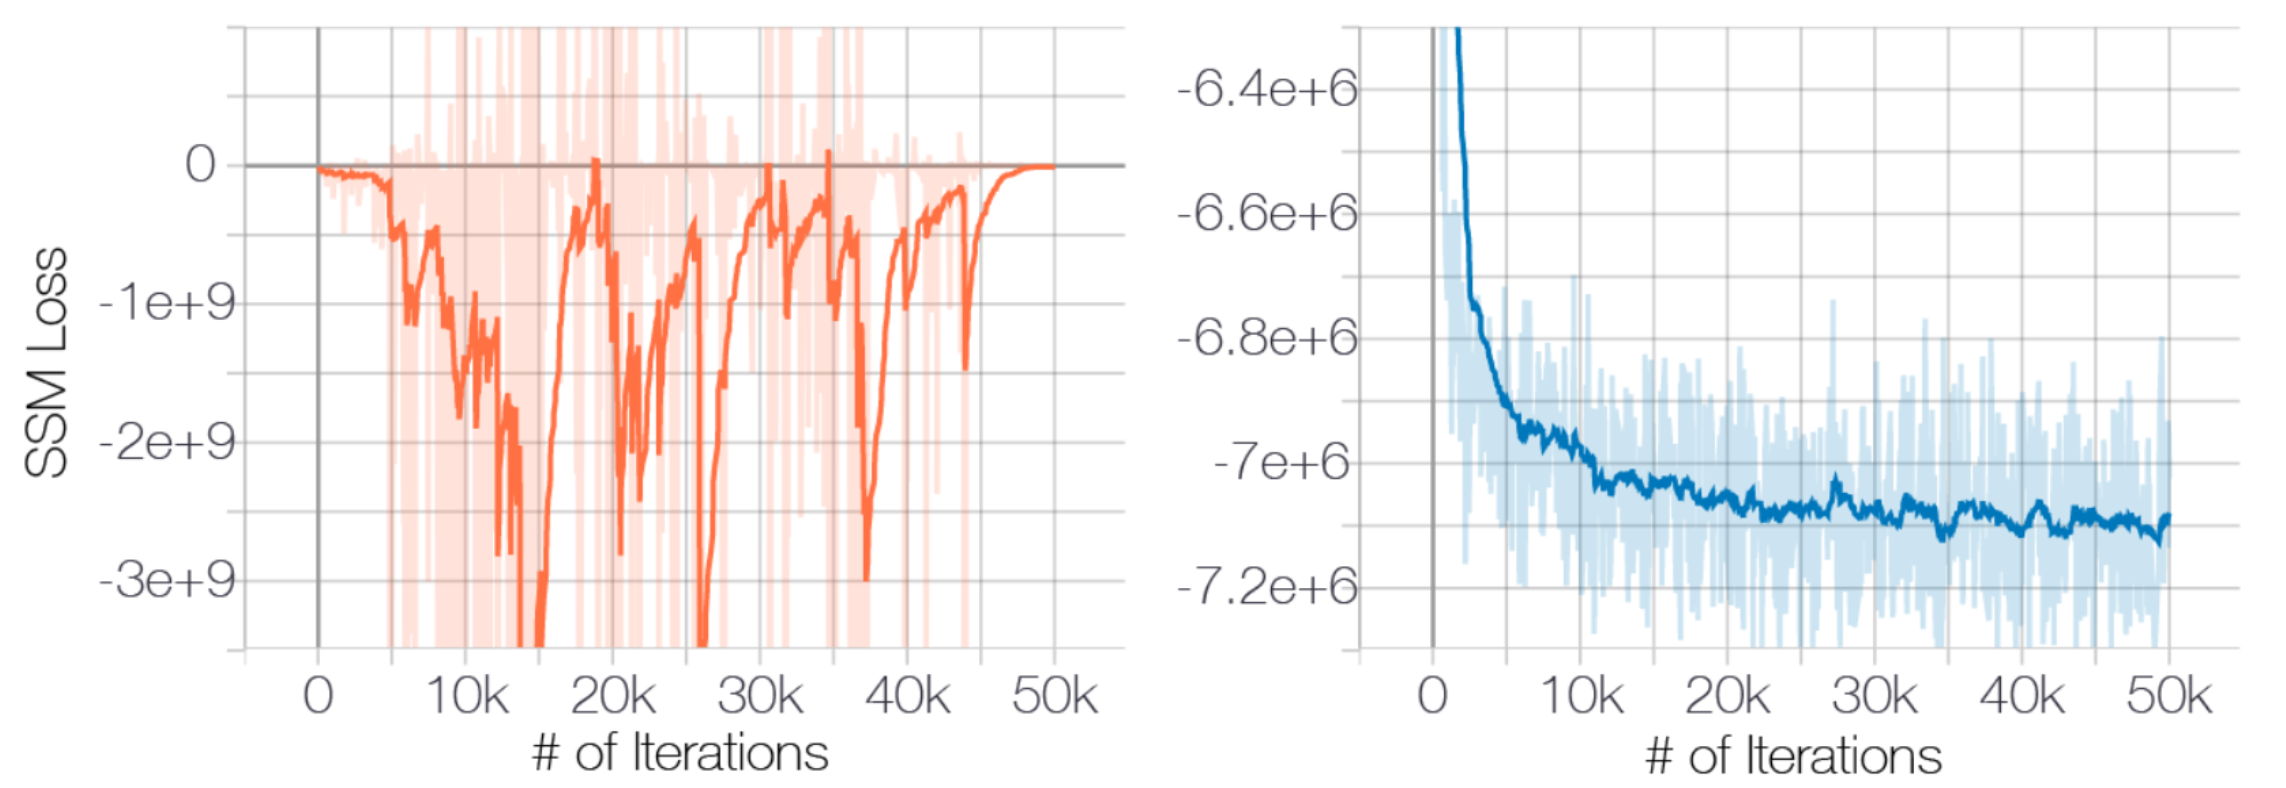 SSM Loss
0
-1e+9
-2e+9
-3e+9
0 10k 20k 30k 40k 50k
# of Iterations
-6.4e+6
-6.6e+6
-6.8e+6
-7e+6
-7.2e+6
0 10k 20k 30k 40k 50k
# of Iterations